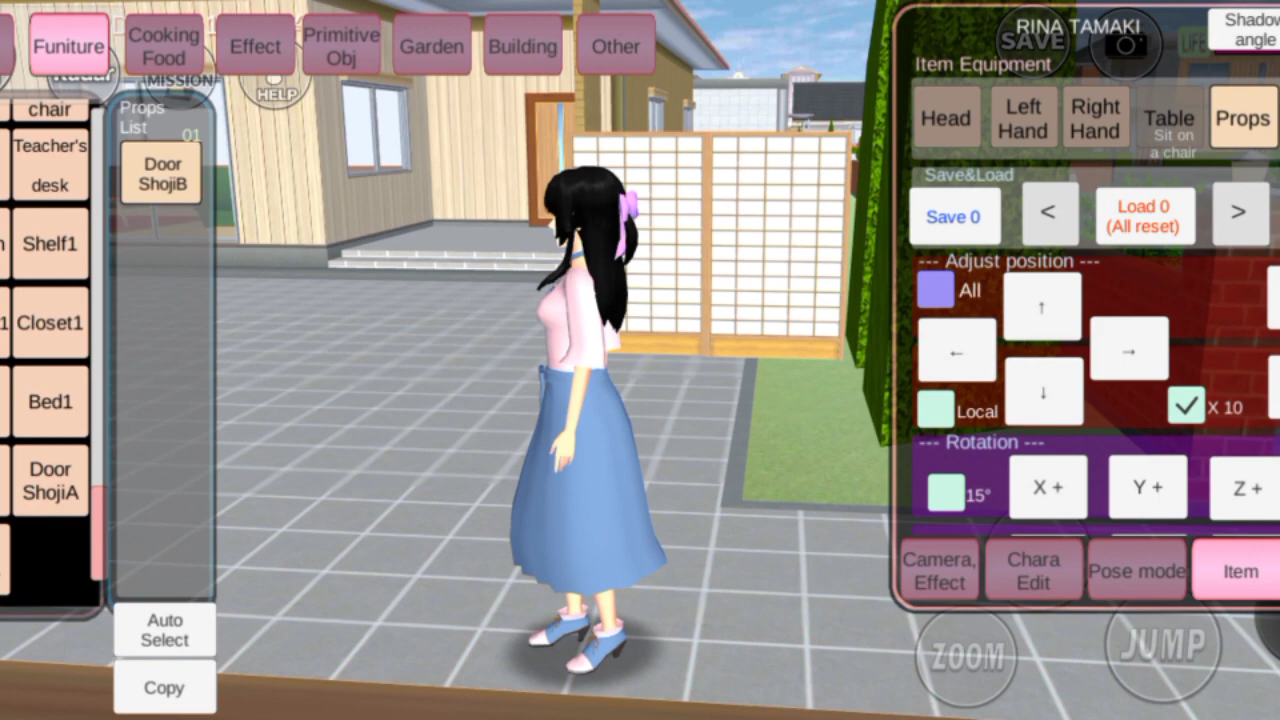 Funiture
Cooking
Food
Effect
Primitive
Obj
Garden
Building
Other
Radar
MISSION
HELP
chair
Teacher's
desk
Shelf1
Closet1
Bed1
Door
ShojiA
Props
List
01
Door
ShojiB
Auto
Select
Copy
RINA TAMAKI
SAVE
LIFE
Shadow
angle
Item Equipment
Head
Left
Hand
Right
Hand
Table
Sit on
a chair
Props
Save&Load
Save 0
<
Load 0
(All reset)
>
--- Adjust position ---
All
↑
←
→
↓
Local
X 10
--- Rotation ---
15°
X +
Y +
Z +
Camera,
Effect
Chara
Edit
Pose mode
Item
ZOOM
JUMP